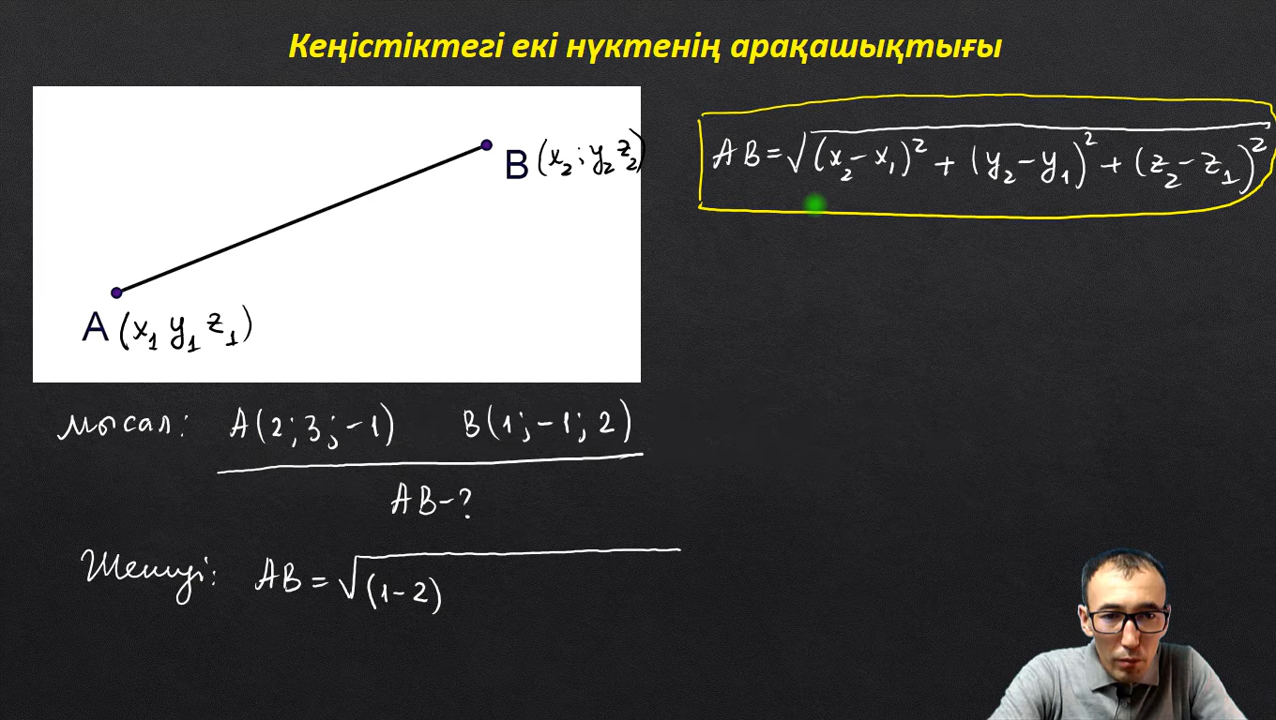 Кеңістіктегі екі нүктенің арақашықтығы
B (x₂; y₂ z₂)
A (x₁ y₁ z₁)
AB = √((x₂ − x₁)² + (y₂ − y₁)² + (z₂ − z₁)²)
мысал: A(2; 3; −1) B(1; −1; 2)
AB − ?
Шешуі: AB = √(1−2)